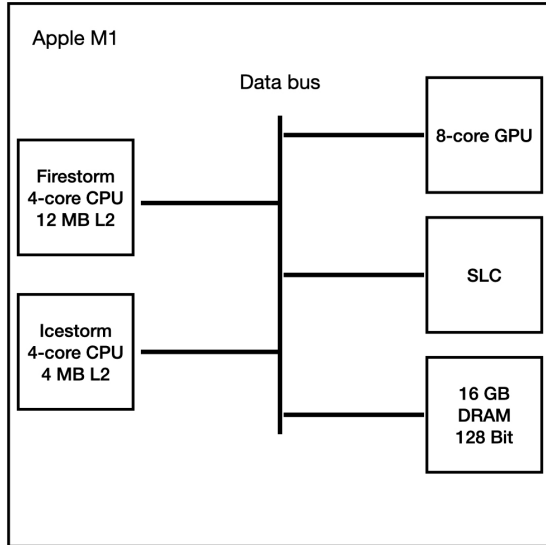 Apple M1
Data bus
Firestorm
4-core CPU
12 MB L2
Icestorm
4-core CPU
4 MB L2
8-core GPU
SLC
16 GB
DRAM
128 Bit